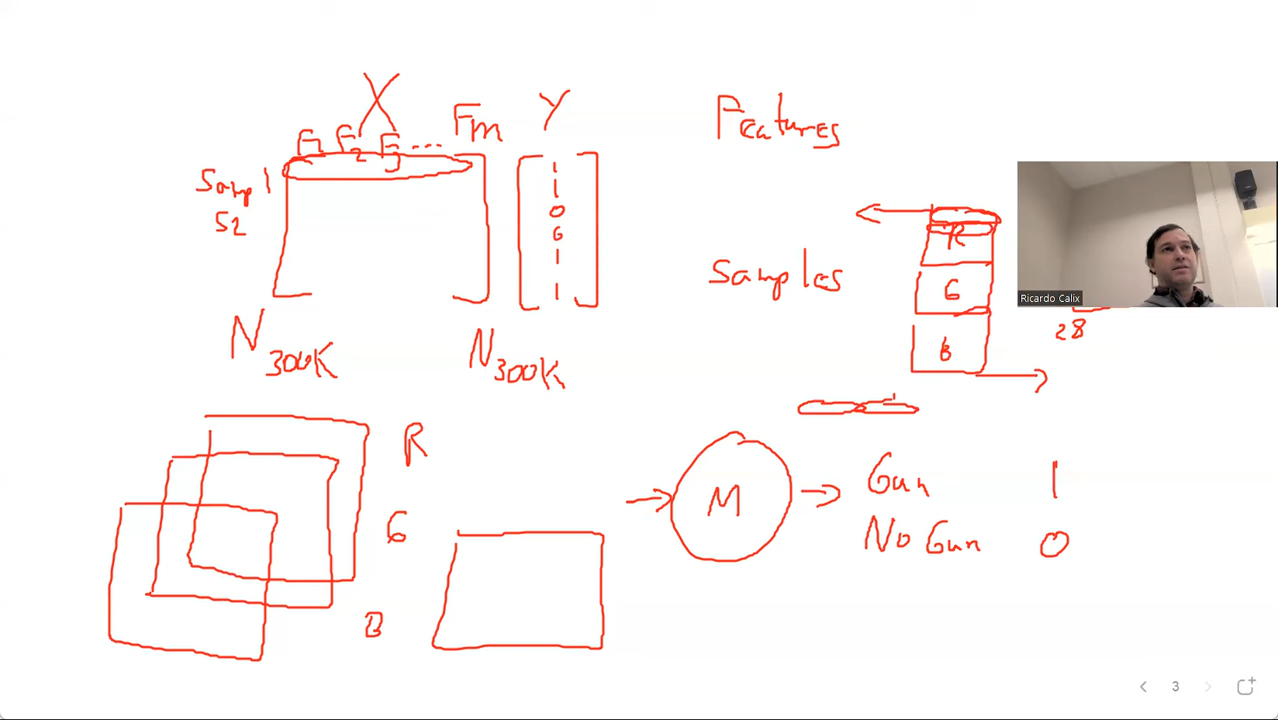 X
Y
Features
F1 F2 F3 .... Fm
Samp 1
S2
1
1
0
0
1
1
Samples
R
G
B
Ricardo Calix
28
N 300K
N 300K
R
G
B
M
Gun 1
No Gun 0
3